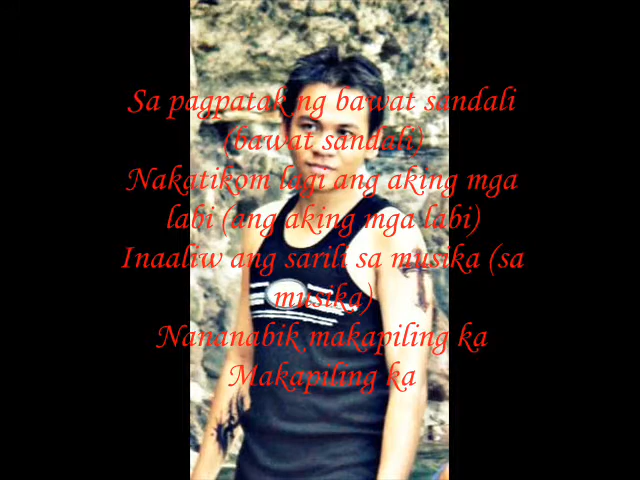 Sa pagpatak ng bawat sandali
(bawat sandali)
Nakatikom lagi ang aking mga
labi (ang aking mga labi)
Inaaliw ang sarili sa musika (sa
musika)
Nananabik makapiling ka
Makapiling ka